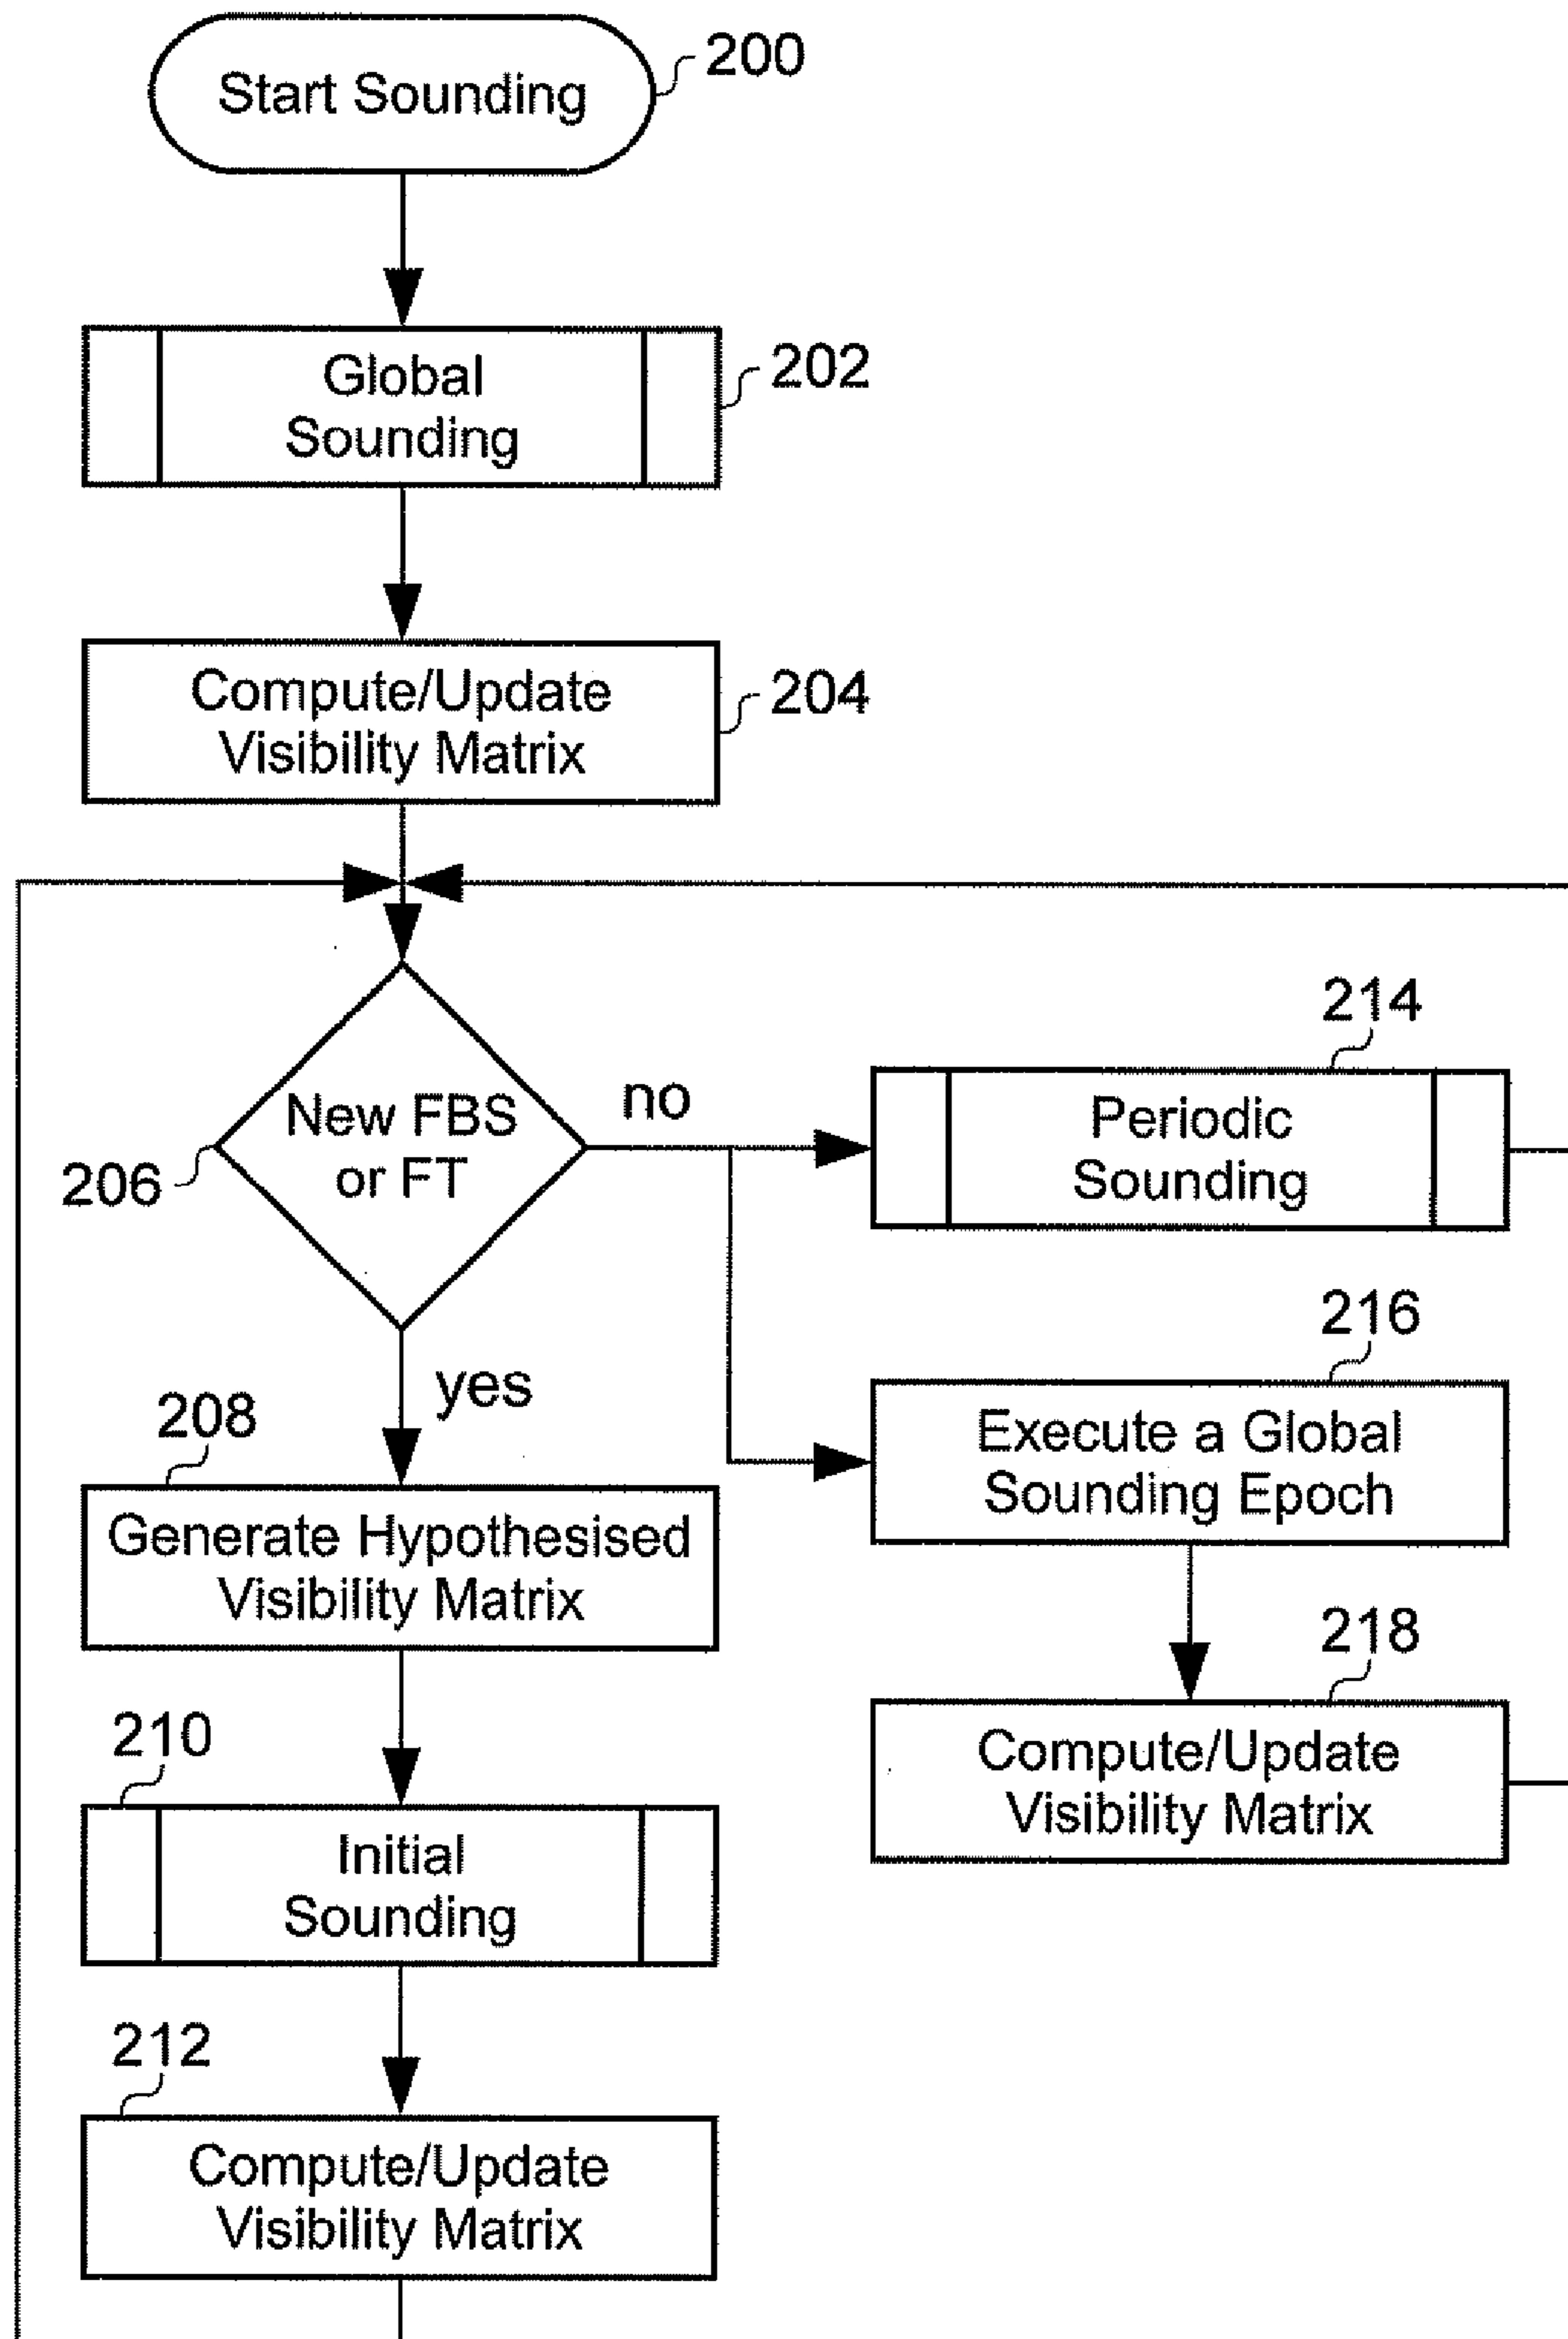 Start Sounding
200
Global
Sounding
202
Compute/Update
Visibility Matrix
204
New FBS
or FT
206
no
yes
214
Periodic
Sounding
216
Execute a Global
Sounding Epoch
208
Generate Hypothesised
Visibility Matrix
218
Compute/Update
Visibility Matrix
210
Initial
Sounding
212
Compute/Update
Visibility Matrix